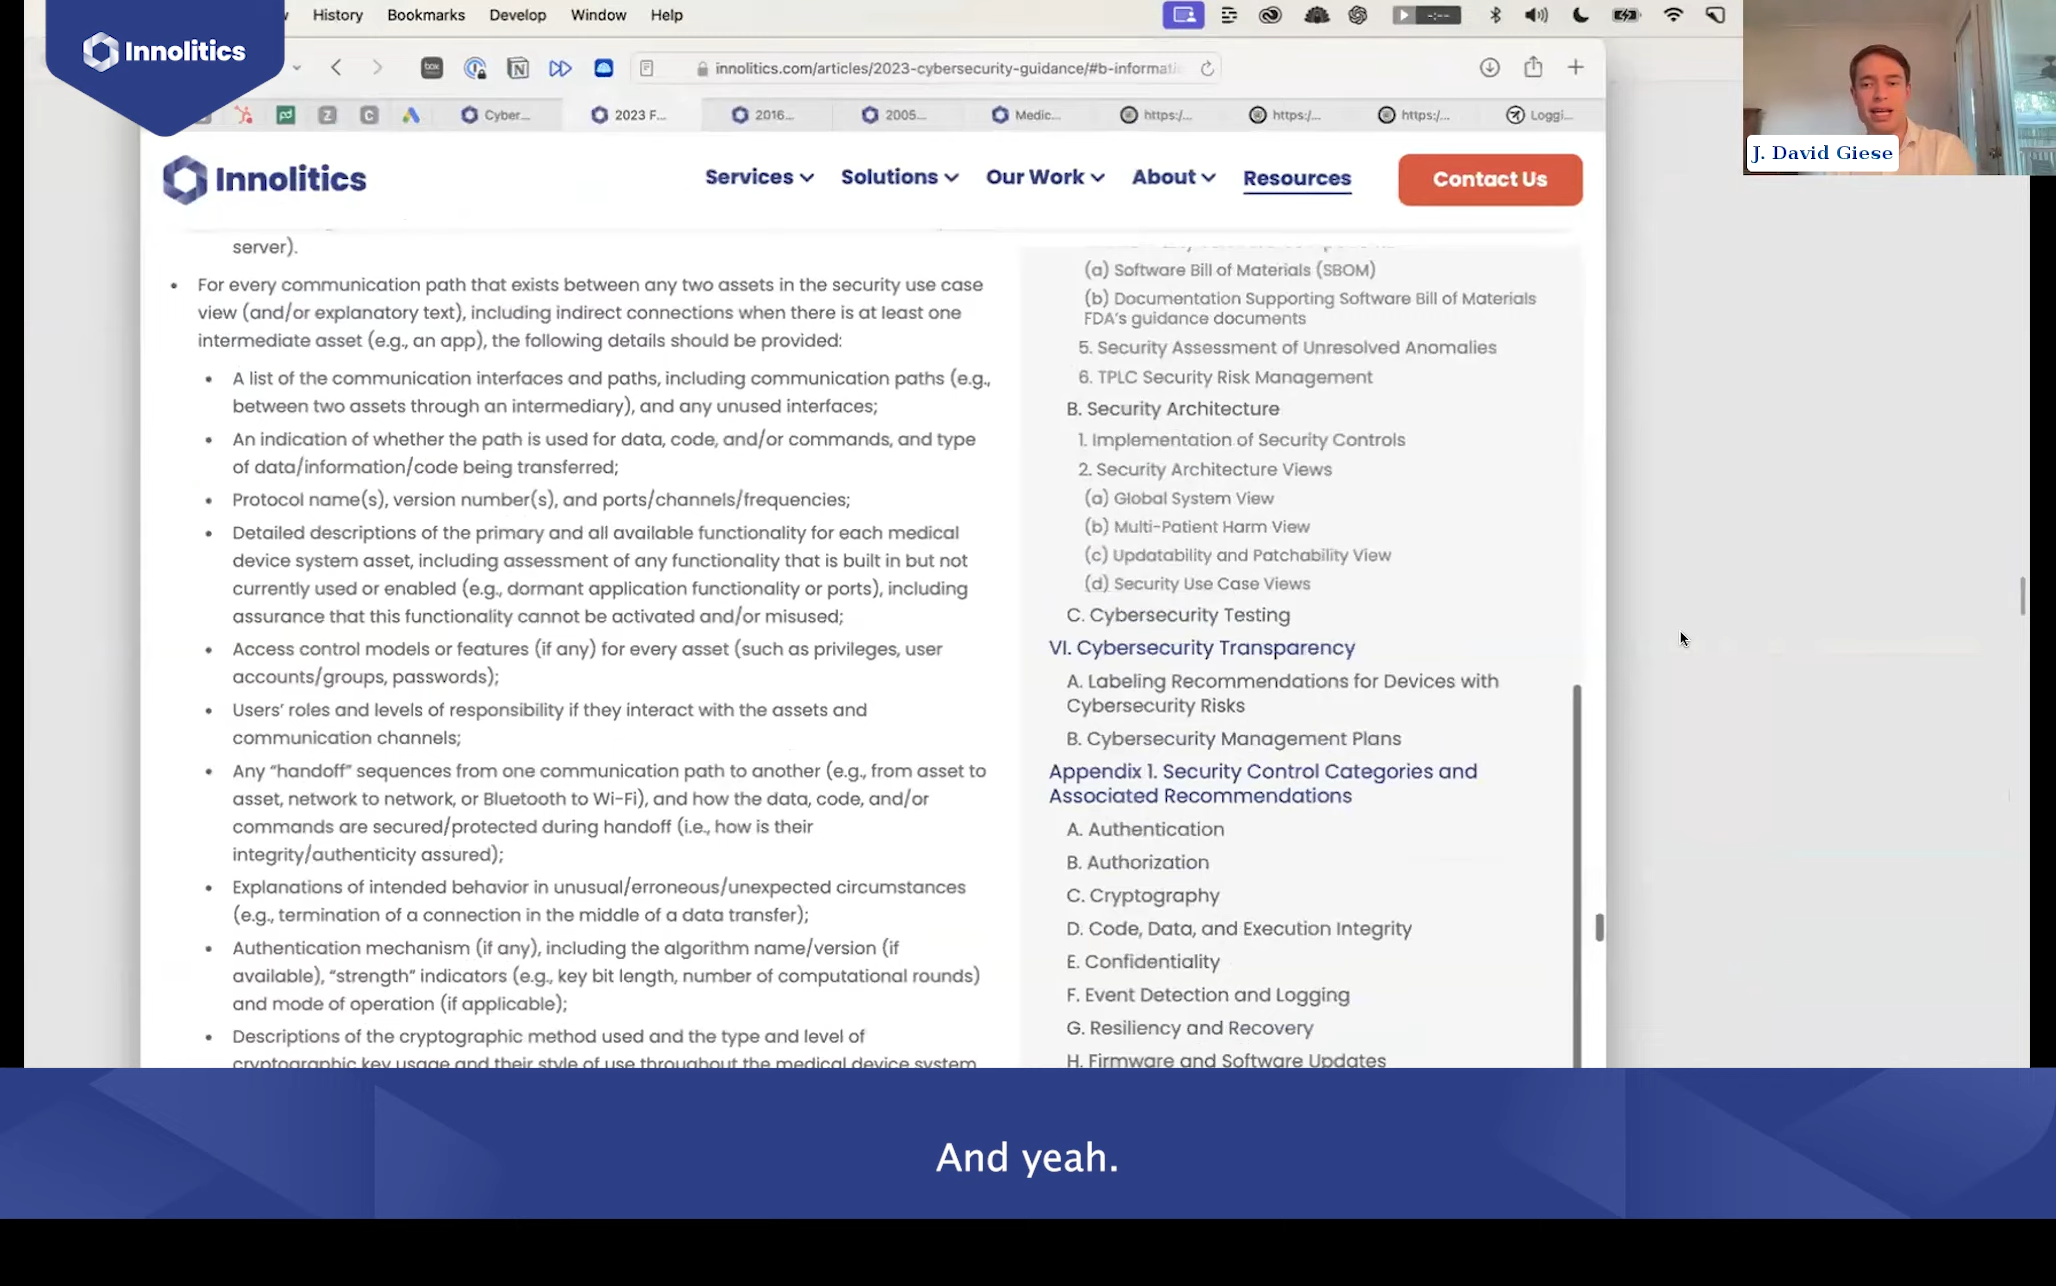 History Bookmarks Develop Window Help
Innolitics
innolitics.com/articles/2023-cybersecurity-guidance/#b-informati
Cyber... 2023 F... 2016... 2005... Medic... https:/... https:/... https:/... Loggi...
J. David Giese
Innolitics
Services Solutions Our Work About Resources Contact Us
server).
• For every communication path that exists between any two assets in the security use case
view (and/or explanatory text), including indirect connections when there is at least one
intermediate asset (e.g., an app), the following details should be provided:
• A list of the communication interfaces and paths, including communication paths (e.g.,
between two assets through an intermediary), and any unused interfaces;
• An indication of whether the path is used for data, code, and/or commands, and type
of data/information/code being transferred;
• Protocol name(s), version number(s), and ports/channels/frequencies;
• Detailed descriptions of the primary and all available functionality for each medical
device system asset, including assessment of any functionality that is built in but not
currently used or enabled (e.g., dormant application functionality or ports), including
assurance that this functionality cannot be activated and/or misused;
• Access control models or features (if any) for every asset (such as privileges, user
accounts/groups, passwords);
• Users’ roles and levels of responsibility if they interact with the assets and
communication channels;
• Any “handoff” sequences from one communication path to another (e.g., from asset to
asset, network to network, or Bluetooth to Wi-Fi), and how the data, code, and/or
commands are secured/protected during handoff (i.e., how is their
integrity/authenticity assured);
• Explanations of intended behavior in unusual/erroneous/unexpected circumstances
(e.g., termination of a connection in the middle of a data transfer);
• Authentication mechanism (if any), including the algorithm name/version (if
available), “strength” indicators (e.g., key bit length, number of computational rounds)
and mode of operation (if applicable);
• Descriptions of the cryptographic method used and the type and level of
cryptographic key usage and their style of use throughout the medical device system
(a) Software Bill of Materials (SBOM)
(b) Documentation Supporting Software Bill of Materials
FDA’s guidance documents
5. Security Assessment of Unresolved Anomalies
6. TPLC Security Risk Management
B. Security Architecture
1. Implementation of Security Controls
2. Security Architecture Views
(a) Global System View
(b) Multi-Patient Harm View
(c) Updatability and Patchability View
(d) Security Use Case Views
C. Cybersecurity Testing
VI. Cybersecurity Transparency
A. Labeling Recommendations for Devices with
Cybersecurity Risks
B. Cybersecurity Management Plans
Appendix 1. Security Control Categories and
Associated Recommendations
A. Authentication
B. Authorization
C. Cryptography
D. Code, Data, and Execution Integrity
E. Confidentiality
F. Event Detection and Logging
G. Resiliency and Recovery
H. Firmware and Software Updates
And yeah.